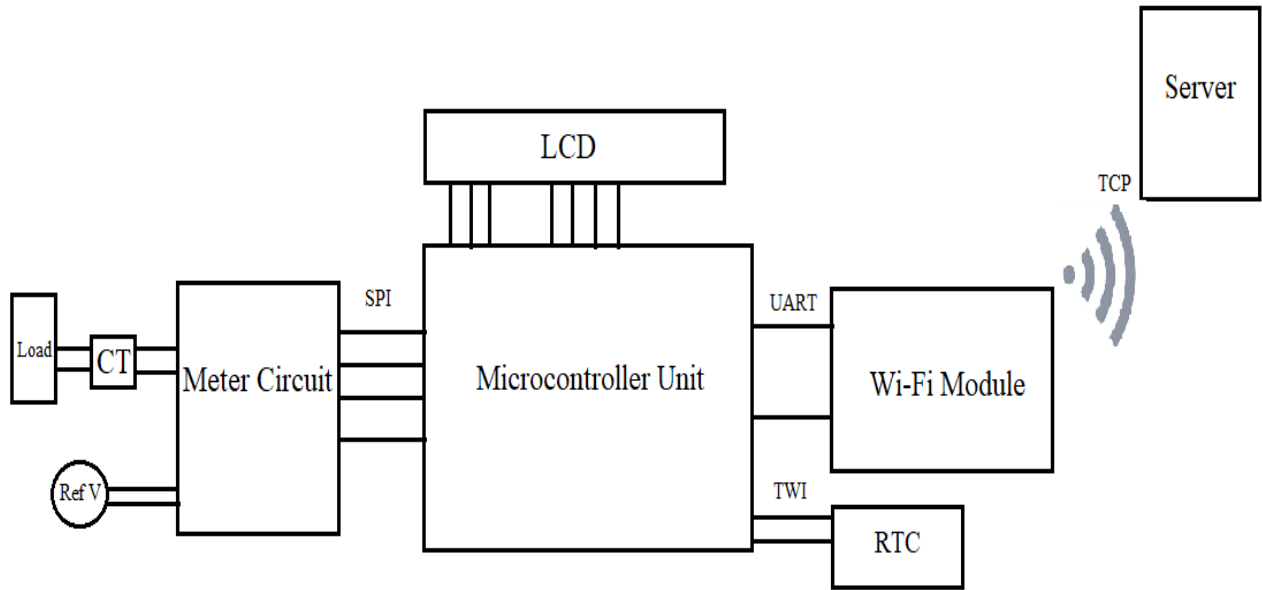 Server
LCD
TCP
SPI
UART
Load
CT
Meter Circuit
Microcontroller Unit
Wi-Fi Module
Ref V
TWI
RTC